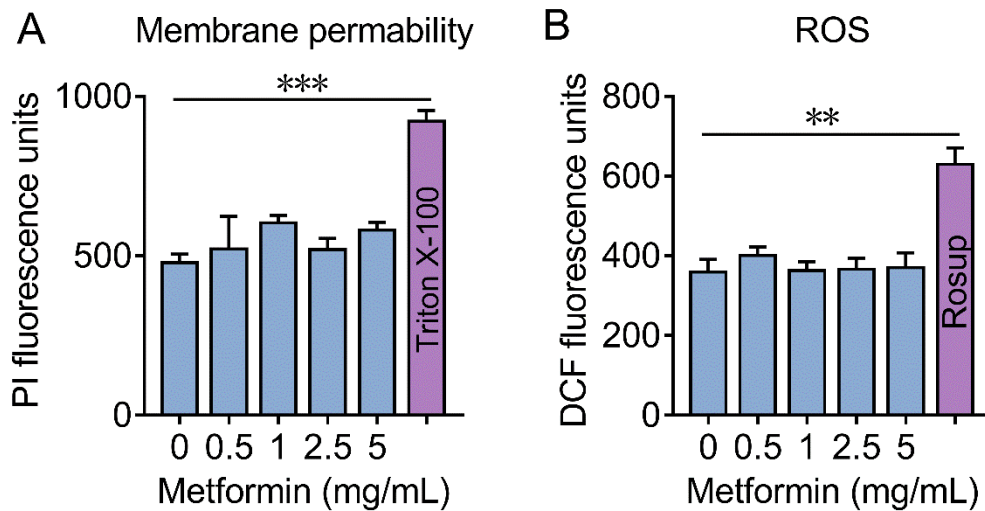 A Membrane permability
PI fluorescence units
1000
500
0
***
Triton X-100
0 0.5 1 2.5 5
Metformin (mg/mL)
B ROS
DCF fluorescence units
800
600
400
200
0
**
Rosup
0 0.5 1 2.5 5
Metformin (mg/mL)